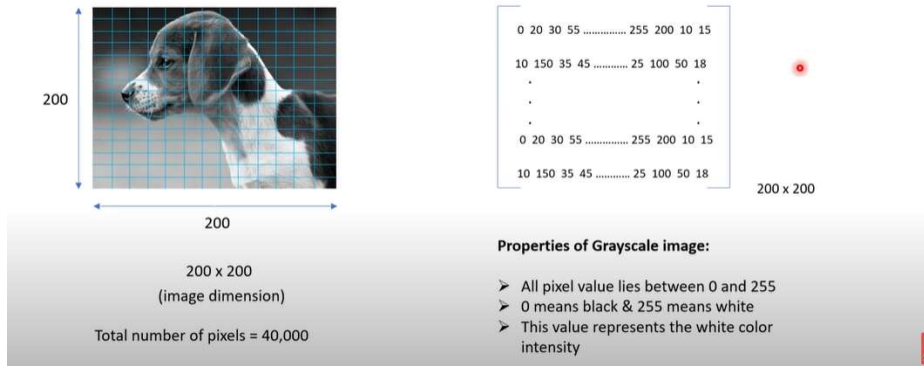 200
200
200 x 200
(image dimension)
Total number of pixels = 40,000
0 20 30 55 ............... 255 200 10 15
10 150 35 45 ............ 25 100 50 18
.
.
.
.
.
.
0 20 30 55 ............... 255 200 10 15
10 150 35 45 ............ 25 100 50 18
200 x 200
Properties of Grayscale image:
➢ All pixel value lies between 0 and 255
➢ 0 means black & 255 means white
➢ This value represents the white color
intensity